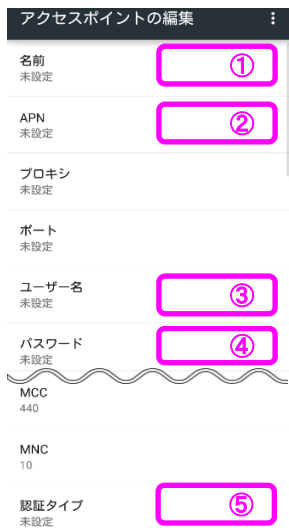 アクセスポイントの編集
名前 ①
未設定
APN ②
未設定
プロキシ
未設定
ポート
未設定
ユーザー名 ③
未設定
パスワード ④
未設定
MCC
440
MNC
10
認証タイプ ⑤
未設定